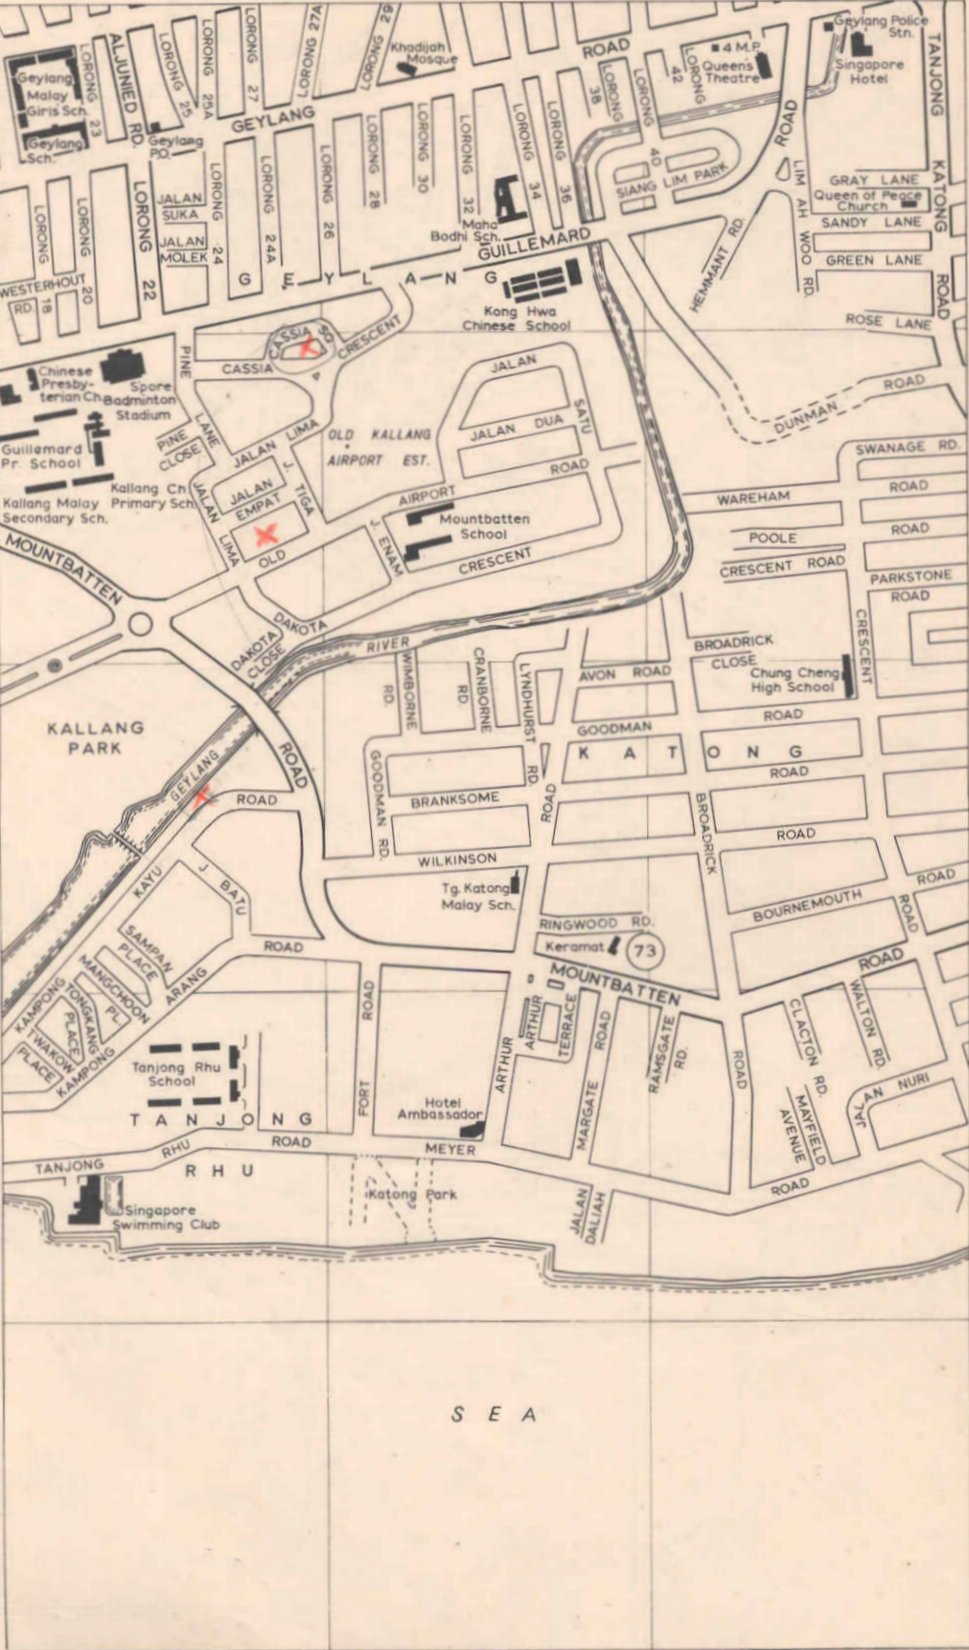 LORONG 27A
LORONG 29
Geylang Police
Stn.
Singapore
Hotel
TANJONG
KATONG
ROAD
Geylang
Malay
Girls Sch.
Geylang
Sch.
LORONG 23
ALJUNIED RD.
LORONG 25
LORONG 25A
LORONG 27
Khadijah
Mosque
GEYLANG
ROAD
4 M.P.
Queens
Theatre
LORONG 38
LORONG 40
LORONG 42
ROAD
Geylang
P.O.
LORONG 18
LORONG 20
LORONG 22
JALAN
SUKA
JALAN
MOLEK
LORONG 24
LORONG 24A
LORONG 26
LORONG 28
LORONG 30
LORONG 32
LORONG 34
LORONG 36
Maha
Bodhi Sch.
SIANG LIM PARK
LIM AH WOO RD.
GRAY LANE
Queen of Peace
Church
SANDY LANE
GREEN LANE
ROSE LANE
HEMMANT RD.
GUILLEMARD
GEYLANG
WESTERHOUT
RD.
Kong Hwa
Chinese School
CASSIA
SQ
CASSIA
CRESCENT
PINE
LANE
Chinese
Presby-
terian Ch.
Spore
Badminton
Stadium
Guillemard
Pr. School
Kallang Malay
Secondary Sch.
Kallang Ch.
Primary Sch.
PINE
CLOSE
JALAN LIMA
JALAN LIMA
JALAN
EMPAT
J. TIGA
OLD KALLANG
AIRPORT EST.
JALAN
SATU
JALAN DUA
OLD
AIRPORT
ROAD
Mountbatten
School
J. ENAM
CRESCENT
DAKOTA
DAKOTA
CLOSE
DUNMAN
ROAD
SWANAGE RD.
WAREHAM
ROAD
POOLE
ROAD
CRESCENT ROAD
PARKSTONE
ROAD
CRESCENT
MOUNTBATTEN
ROAD
KALLANG
PARK
GEYLANG
RIVER
WIMBORNE
RD.
CRANBORNE
RD.
LYNDHURST
RD.
AVON ROAD
BROADRICK
CLOSE
Chung Cheng
High School
GOODMAN
ROAD
KATONG
GOODMAN RD.
BRANKSOME
ROAD
ROAD
BROADRICK
ROAD
WILKINSON
ROAD
Tg. Katong
Malay Sch.
RINGWOOD RD.
Keramat
73
BOURNEMOUTH
ROAD
ROAD
ROAD
KAYU
J BATU
SAMPAN
PLACE
MANGCHOON
PL
TONGKANG
PLACE
TWAKOW
PLACE
KAMPONG
KAMPONG
ARANG
ROAD
MOUNTBATTEN
ROAD
FORT
ROAD
ARTHUR
ARTHUR
TERRACE
MARGATE
ROAD
RAMSGATE
RD.
CLACTON RD.
WALTON RD.
MAYFIELD
AVENUE
JALAN NURI
Tanjong Rhu
School
TANJONG
RHU
Hotel
Ambassador
TANJONG
RHU
ROAD
MEYER
ROAD
Katong Park
JALAN
DALIAH
Singapore
Swimming Club
SEA